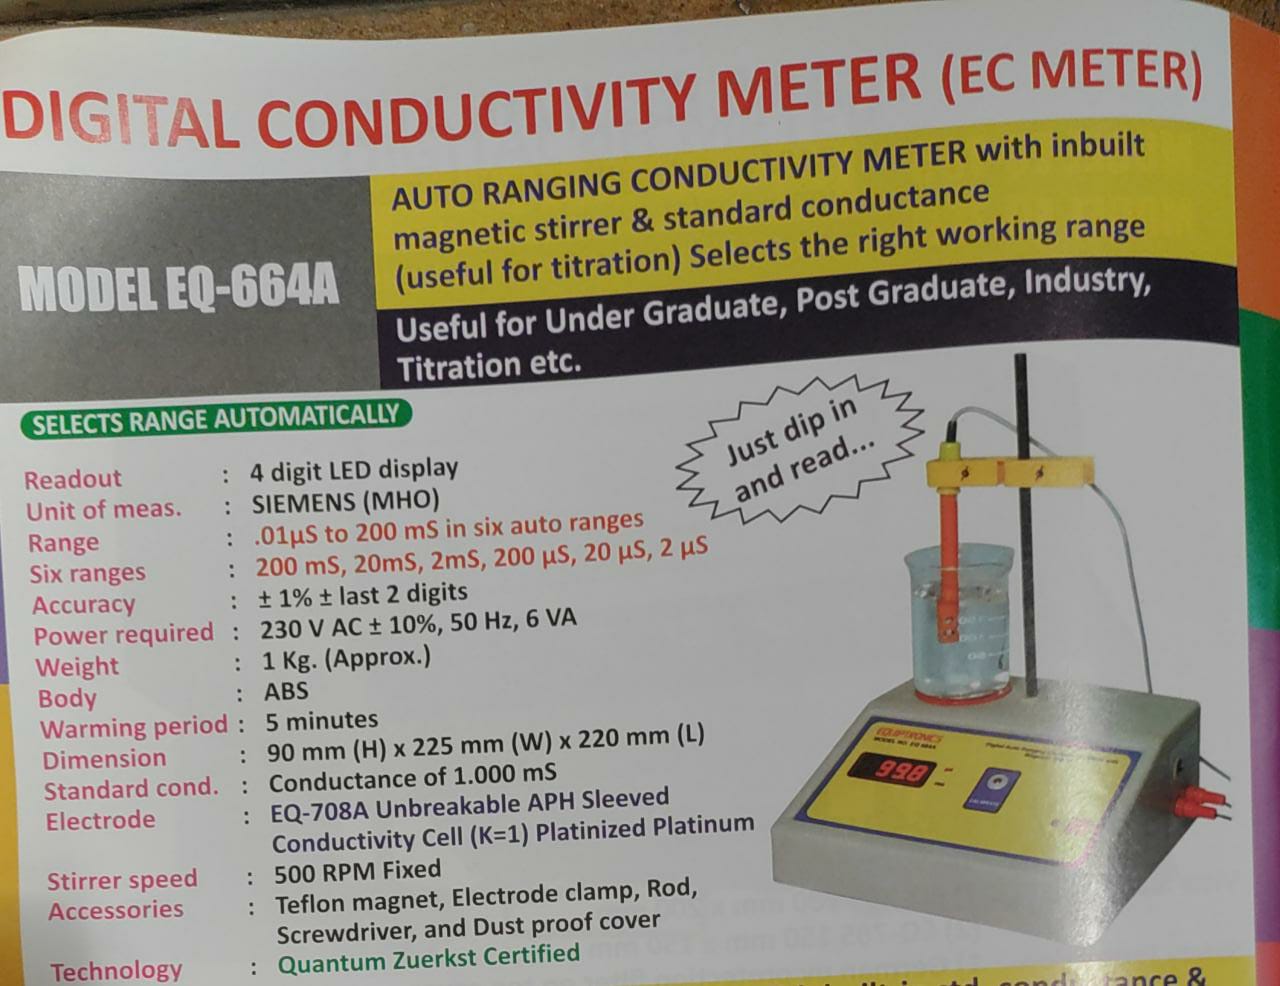 DIGITAL CONDUCTIVITY METER (EC METER)
MODEL EQ-664A
AUTO RANGING CONDUCTIVITY METER with inbuilt
magnetic stirrer & standard conductance
(useful for titration) Selects the right working range
Useful for Under Graduate, Post Graduate, Industry,
Titration etc.
SELECTS RANGE AUTOMATICALLY
Just dip in
and read...
Readout : 4 digit LED display
Unit of meas. : SIEMENS (MHO)
Range : .01µS to 200 mS in six auto ranges
Six ranges : 200 mS, 20mS, 2mS, 200 µS, 20 µS, 2 µS
Accuracy : ± 1% ± last 2 digits
Power required : 230 V AC ± 10%, 50 Hz, 6 VA
Weight : 1 Kg. (Approx.)
Body : ABS
Warming period : 5 minutes
Dimension : 90 mm (H) x 225 mm (W) x 220 mm (L)
Standard cond. : Conductance of 1.000 mS
Electrode : EQ-708A Unbreakable APH Sleeved
Conductivity Cell (K=1) Platinized Platinum
Stirrer speed : 500 RPM Fixed
Accessories : Teflon magnet, Electrode clamp, Rod,
Screwdriver, and Dust proof cover
Technology : Quantum Zuerkst Certified
EQUIPTRONICS
MODEL NO. EQ 664A
998
CALIBRATE